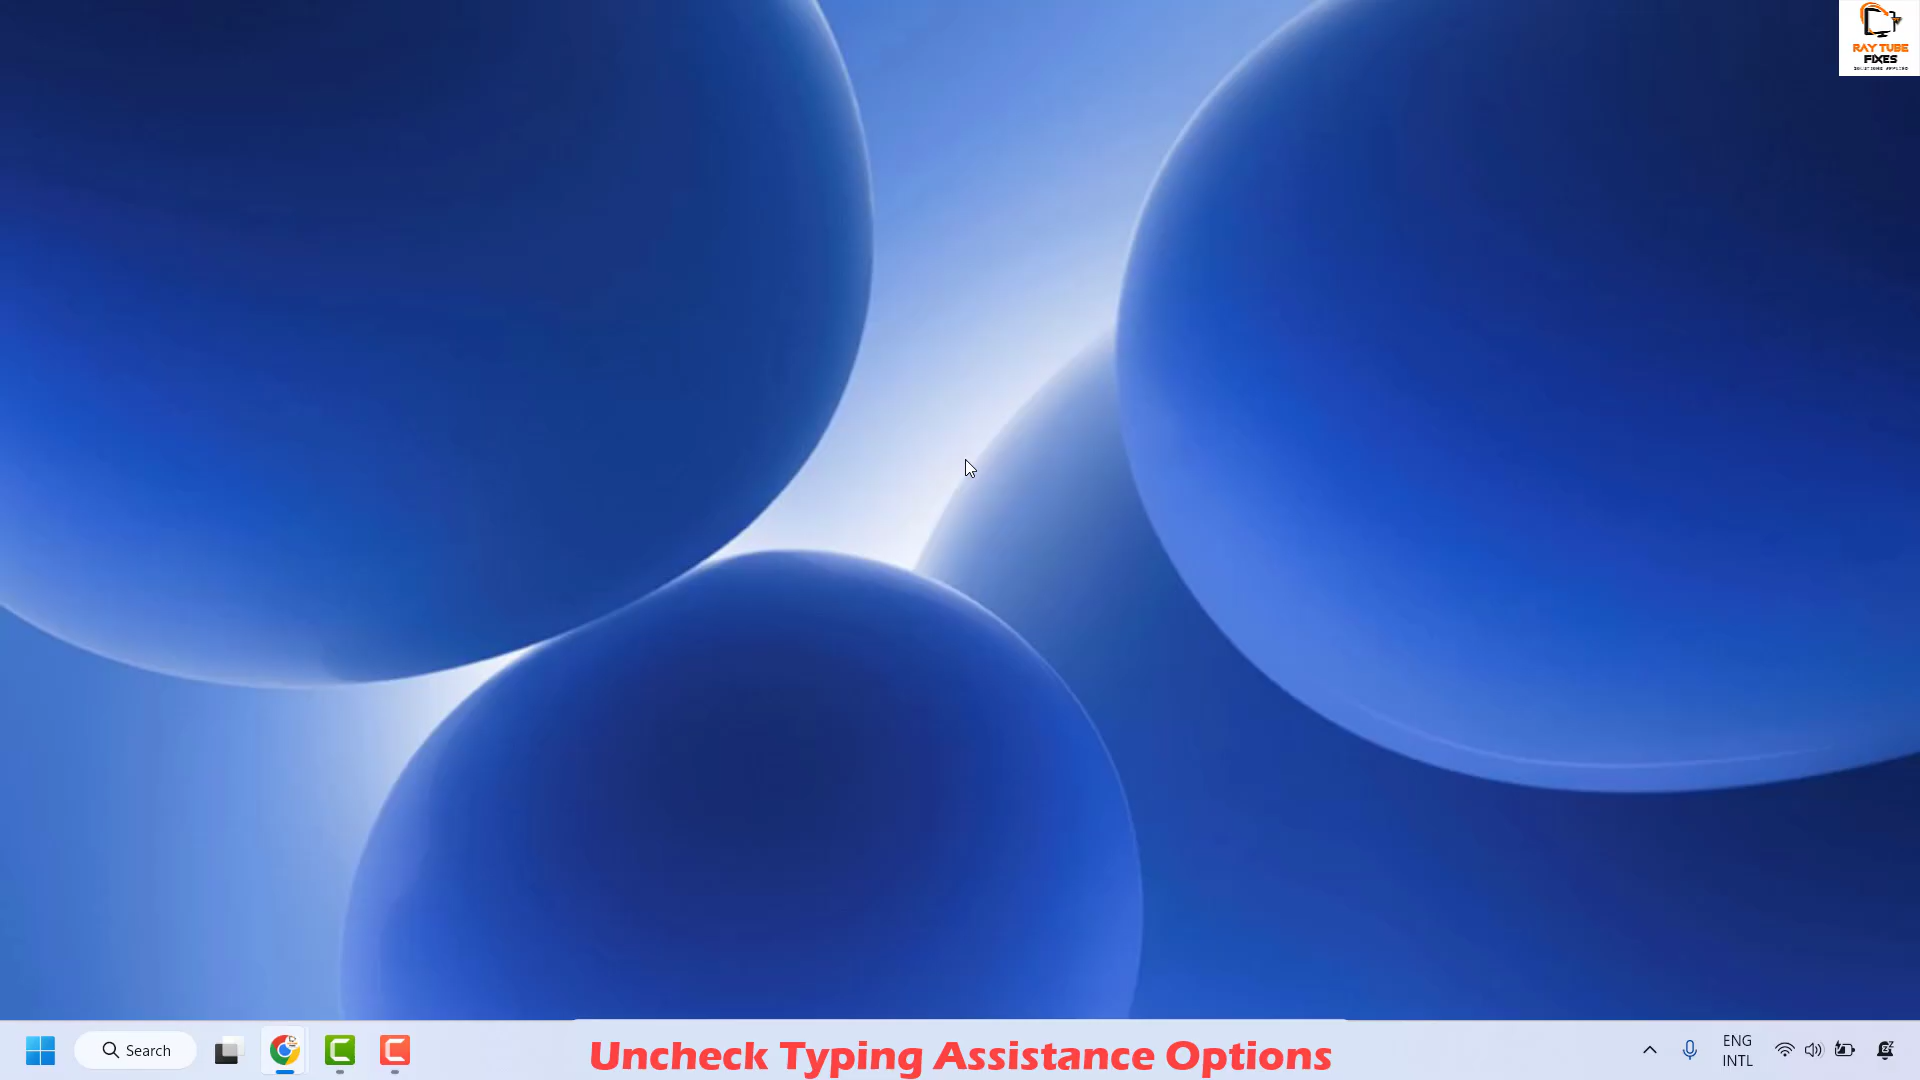 RAY TUBE
FIXES
Search
Uncheck Typing Assistance Options
ENG
INTL